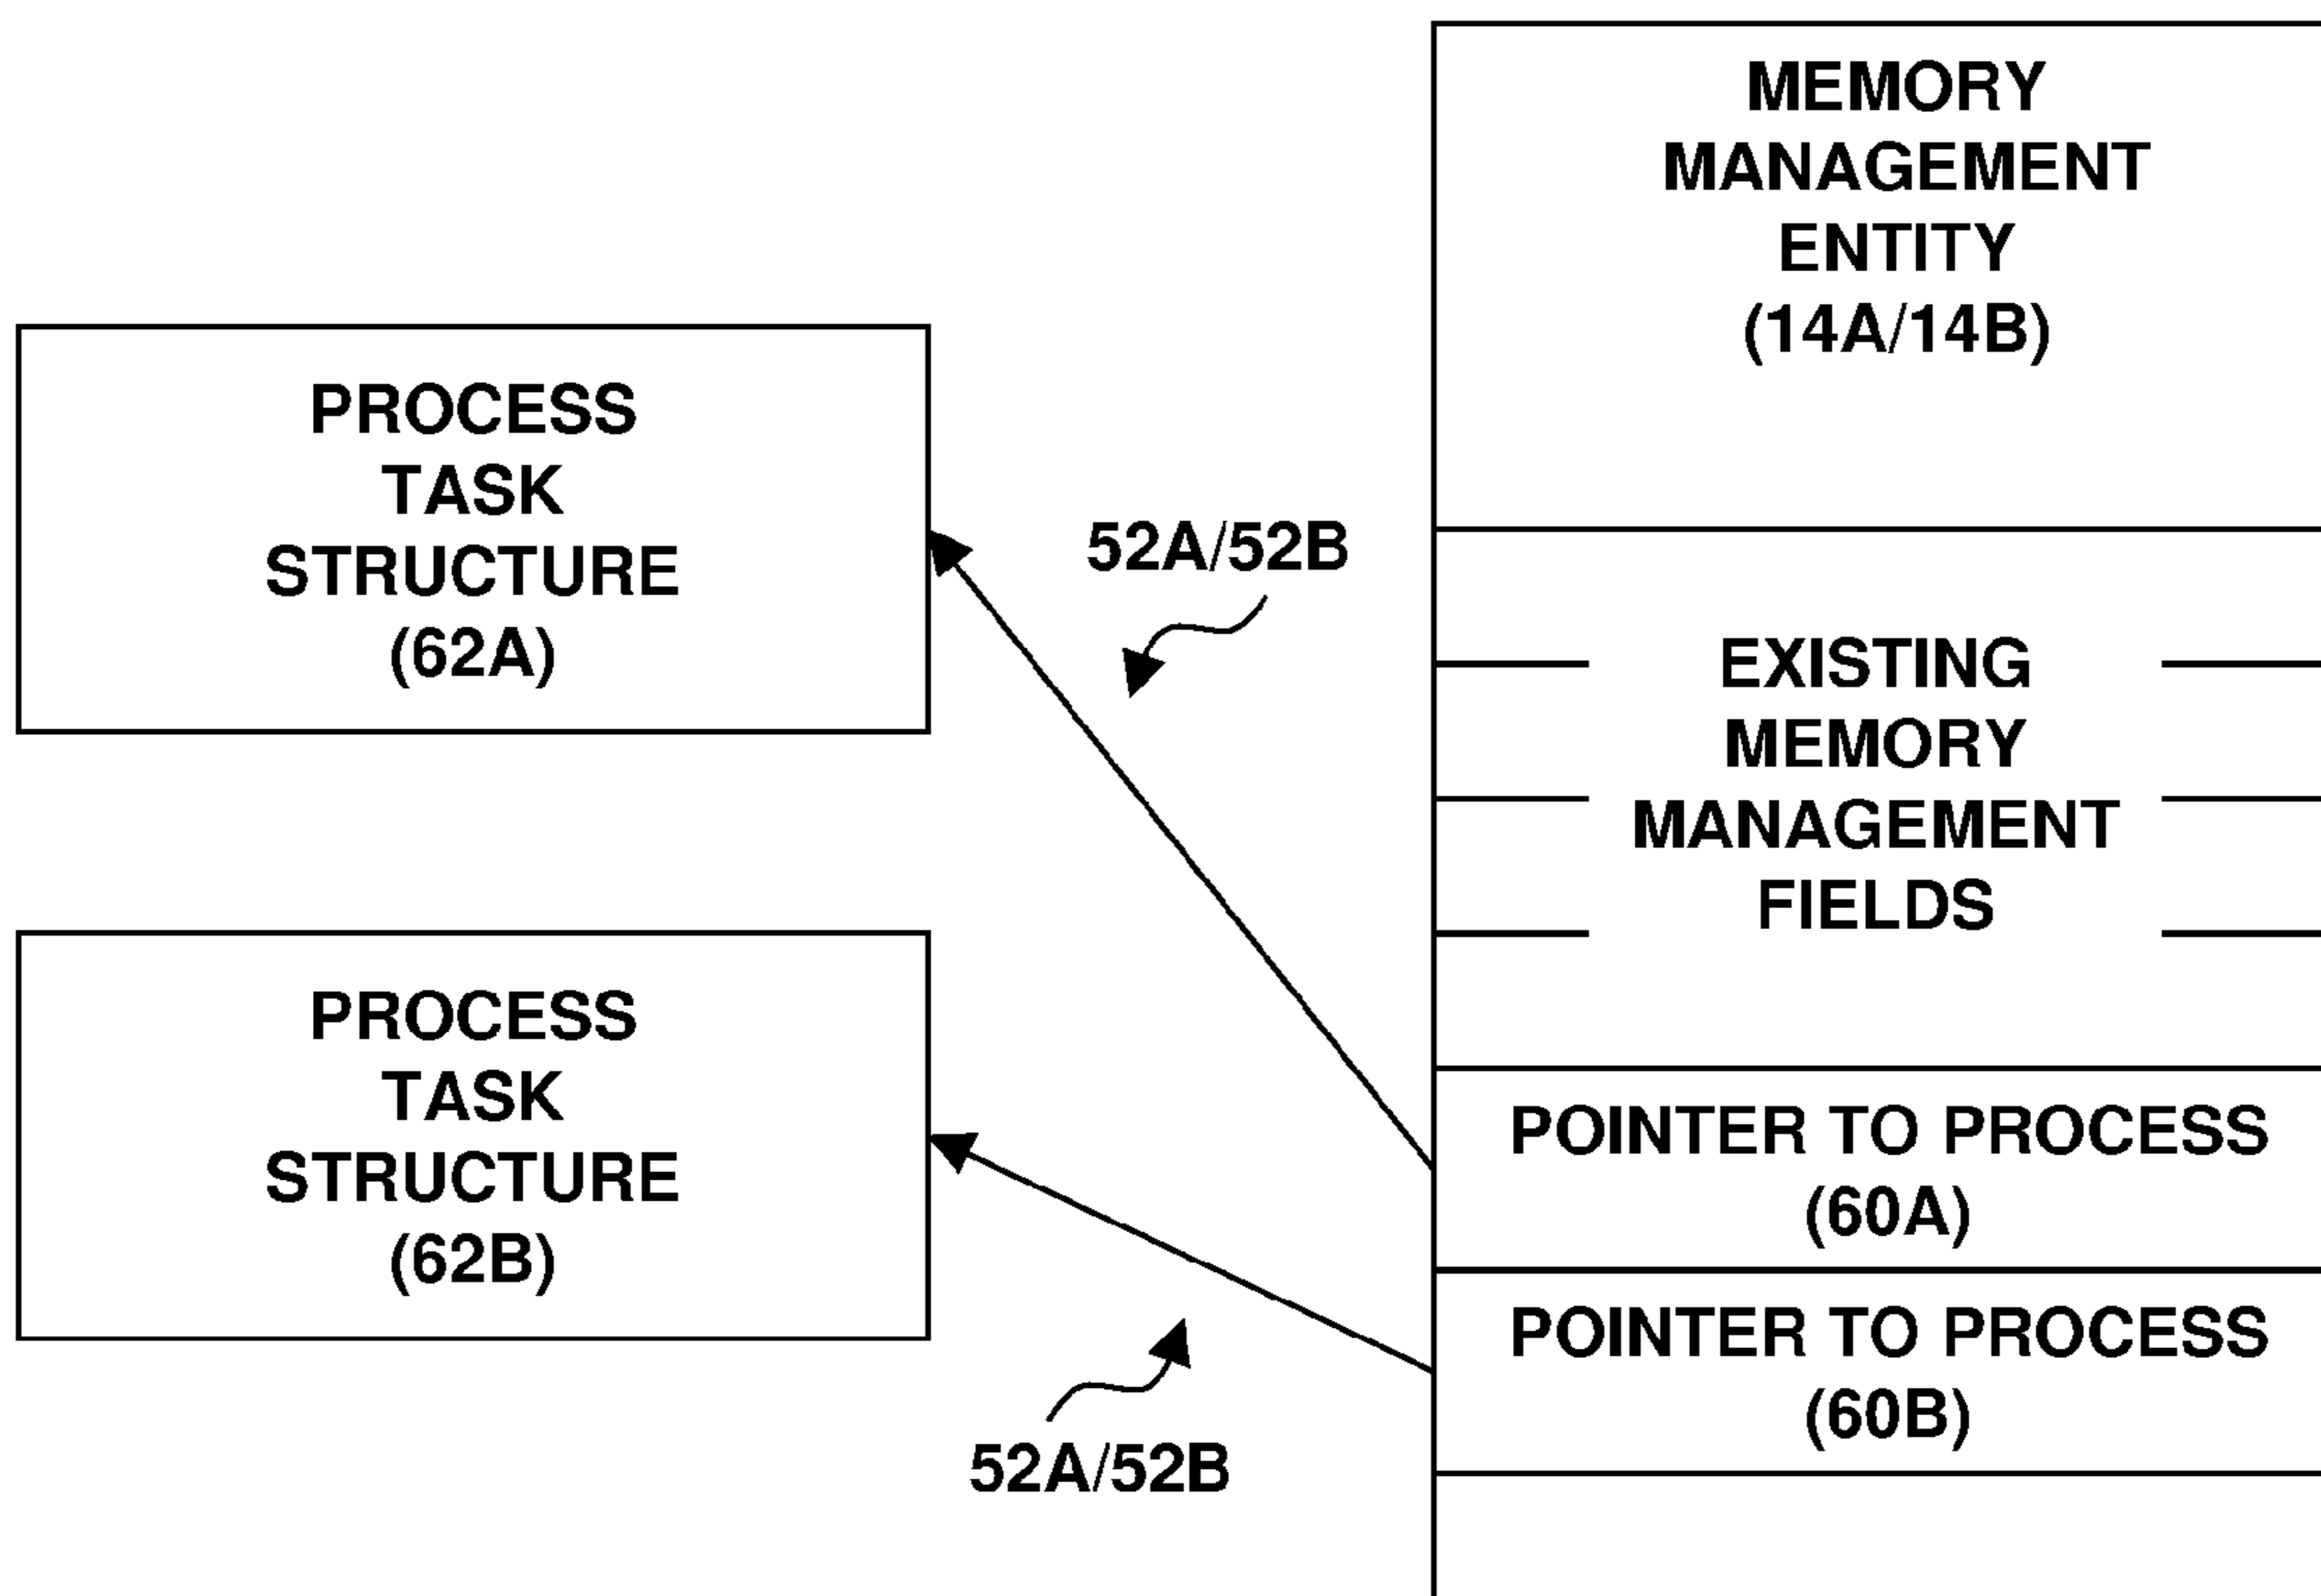 MEMORY
MANAGEMENT
ENTITY
(14A/14B)
PROCESS
TASK
STRUCTURE
(62A)
52A/52B
EXISTING
MEMORY
MANAGEMENT
FIELDS
PROCESS
TASK
STRUCTURE
(62B)
POINTER TO PROCESS
(60A)
POINTER TO PROCESS
(60B)
52A/52B